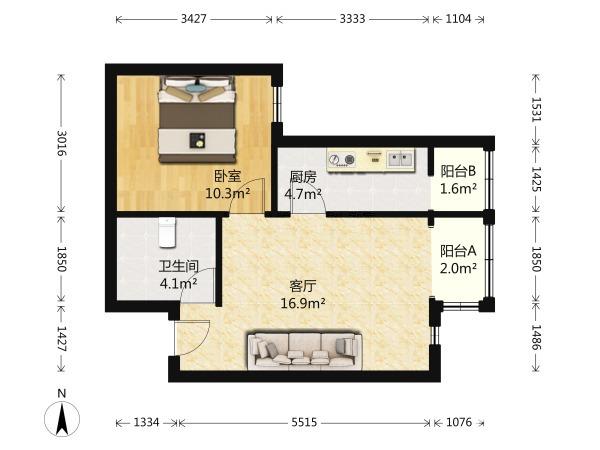 3427 3333 1104
3016 1850 1427
1531 1425 1850 1486
卧室
10.3m²
厨房
4.7m²
阳台B
1.6m²
阳台A
2.0m²
卫生间
4.1m²
客厅
16.9m²
N
1334 5515 1076